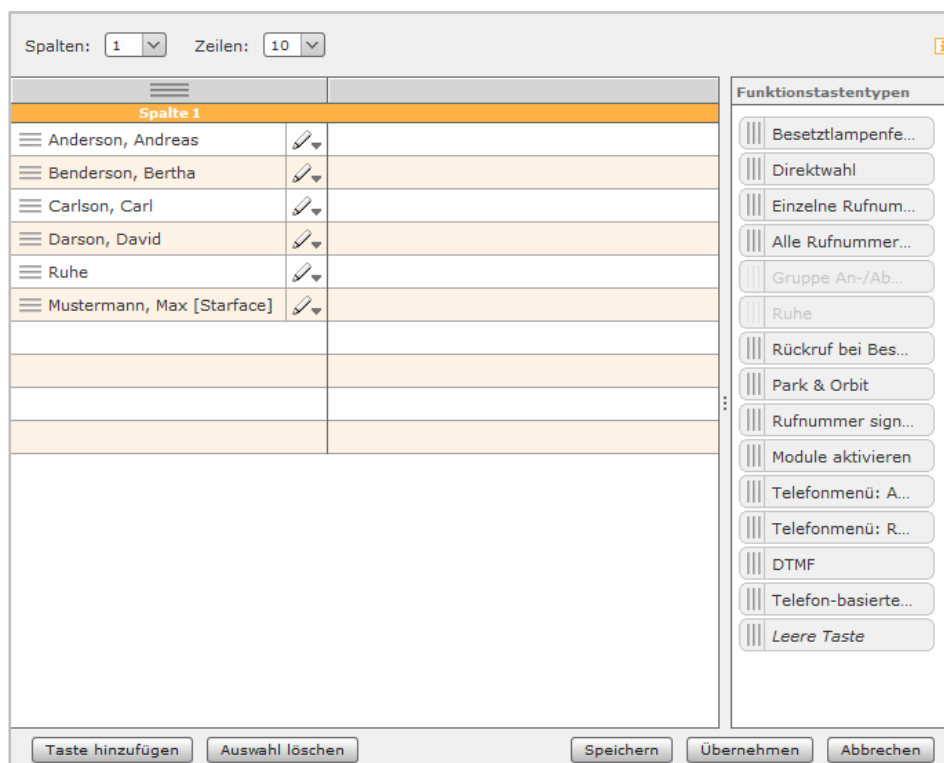 Spalten: 1 Zeilen: 10
Spalte 1
Anderson, Andreas
Benderson, Bertha
Carlson, Carl
Darson, David
Ruhe
Mustermann, Max [Starface]
Funktionstastentypen
Besetztlampenfe...
Direktwahl
Einzelne Rufnum...
Alle Rufnummer...
Gruppe An-/Ab...
Ruhe
Rückruf bei Bes...
Park & Orbit
Rufnummer sign...
Module aktivieren
Telefonmenü: A...
Telefonmenü: R...
DTMF
Telefon-basierte...
Leere Taste
Taste hinzufügen Auswahl löschen Speichern Übernehmen Abbrechen